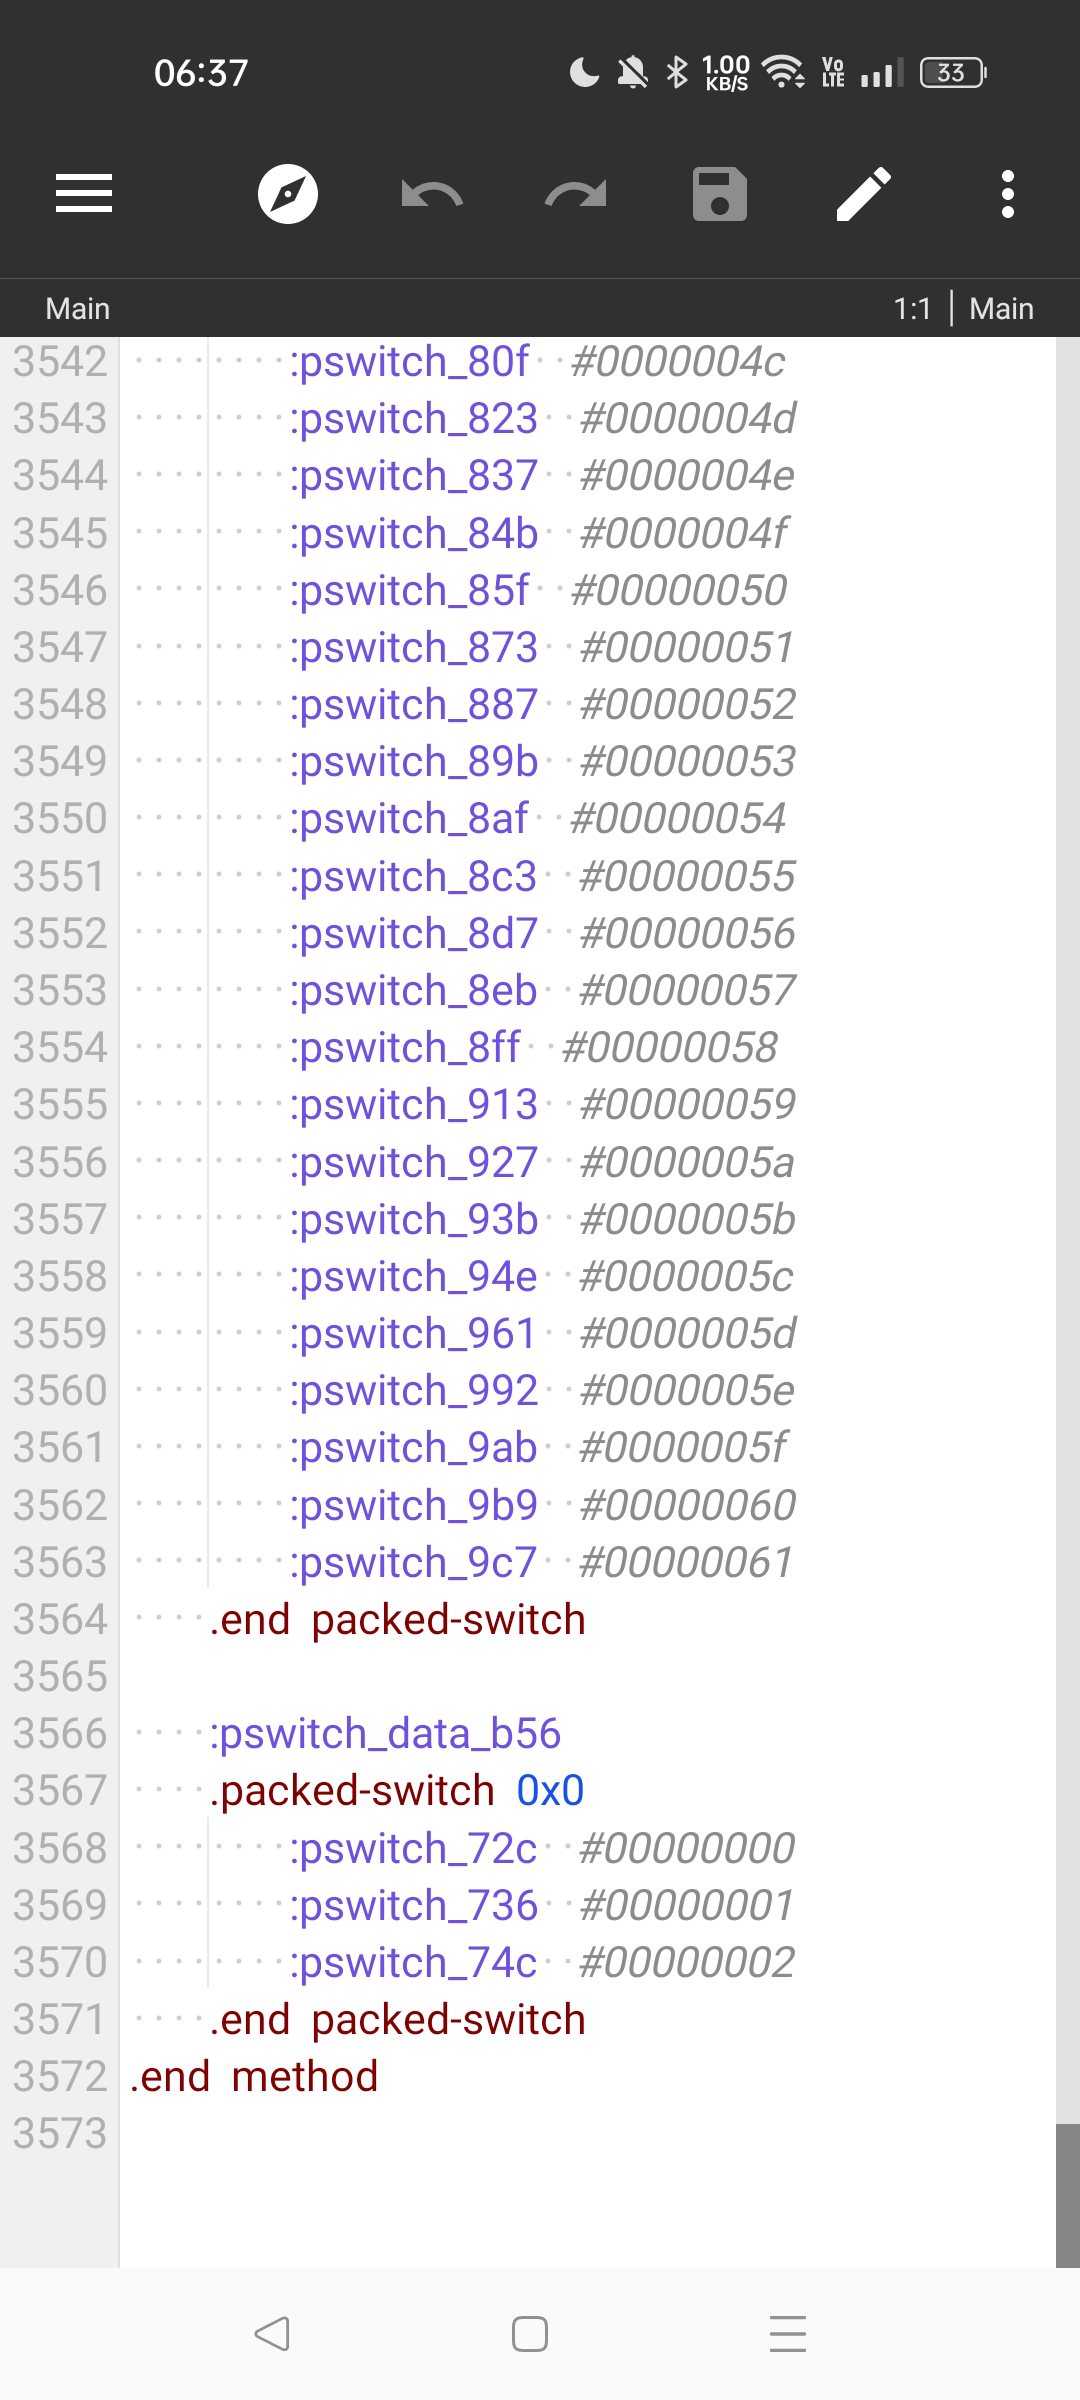 06:37 1.00 KB/S Vo LTE 33
Main 1:1 | Main
3542 :pswitch_80f #0000004c
3543 :pswitch_823 #0000004d
3544 :pswitch_837 #0000004e
3545 :pswitch_84b #0000004f
3546 :pswitch_85f #00000050
3547 :pswitch_873 #00000051
3548 :pswitch_887 #00000052
3549 :pswitch_89b #00000053
3550 :pswitch_8af #00000054
3551 :pswitch_8c3 #00000055
3552 :pswitch_8d7 #00000056
3553 :pswitch_8eb #00000057
3554 :pswitch_8ff #00000058
3555 :pswitch_913 #00000059
3556 :pswitch_927 #0000005a
3557 :pswitch_93b #0000005b
3558 :pswitch_94e #0000005c
3559 :pswitch_961 #0000005d
3560 :pswitch_992 #0000005e
3561 :pswitch_9ab #0000005f
3562 :pswitch_9b9 #00000060
3563 :pswitch_9c7 #00000061
3564 .end packed-switch
3565
3566 :pswitch_data_b56
3567 .packed-switch 0x0
3568 :pswitch_72c #00000000
3569 :pswitch_736 #00000001
3570 :pswitch_74c #00000002
3571 .end packed-switch
3572 .end method
3573